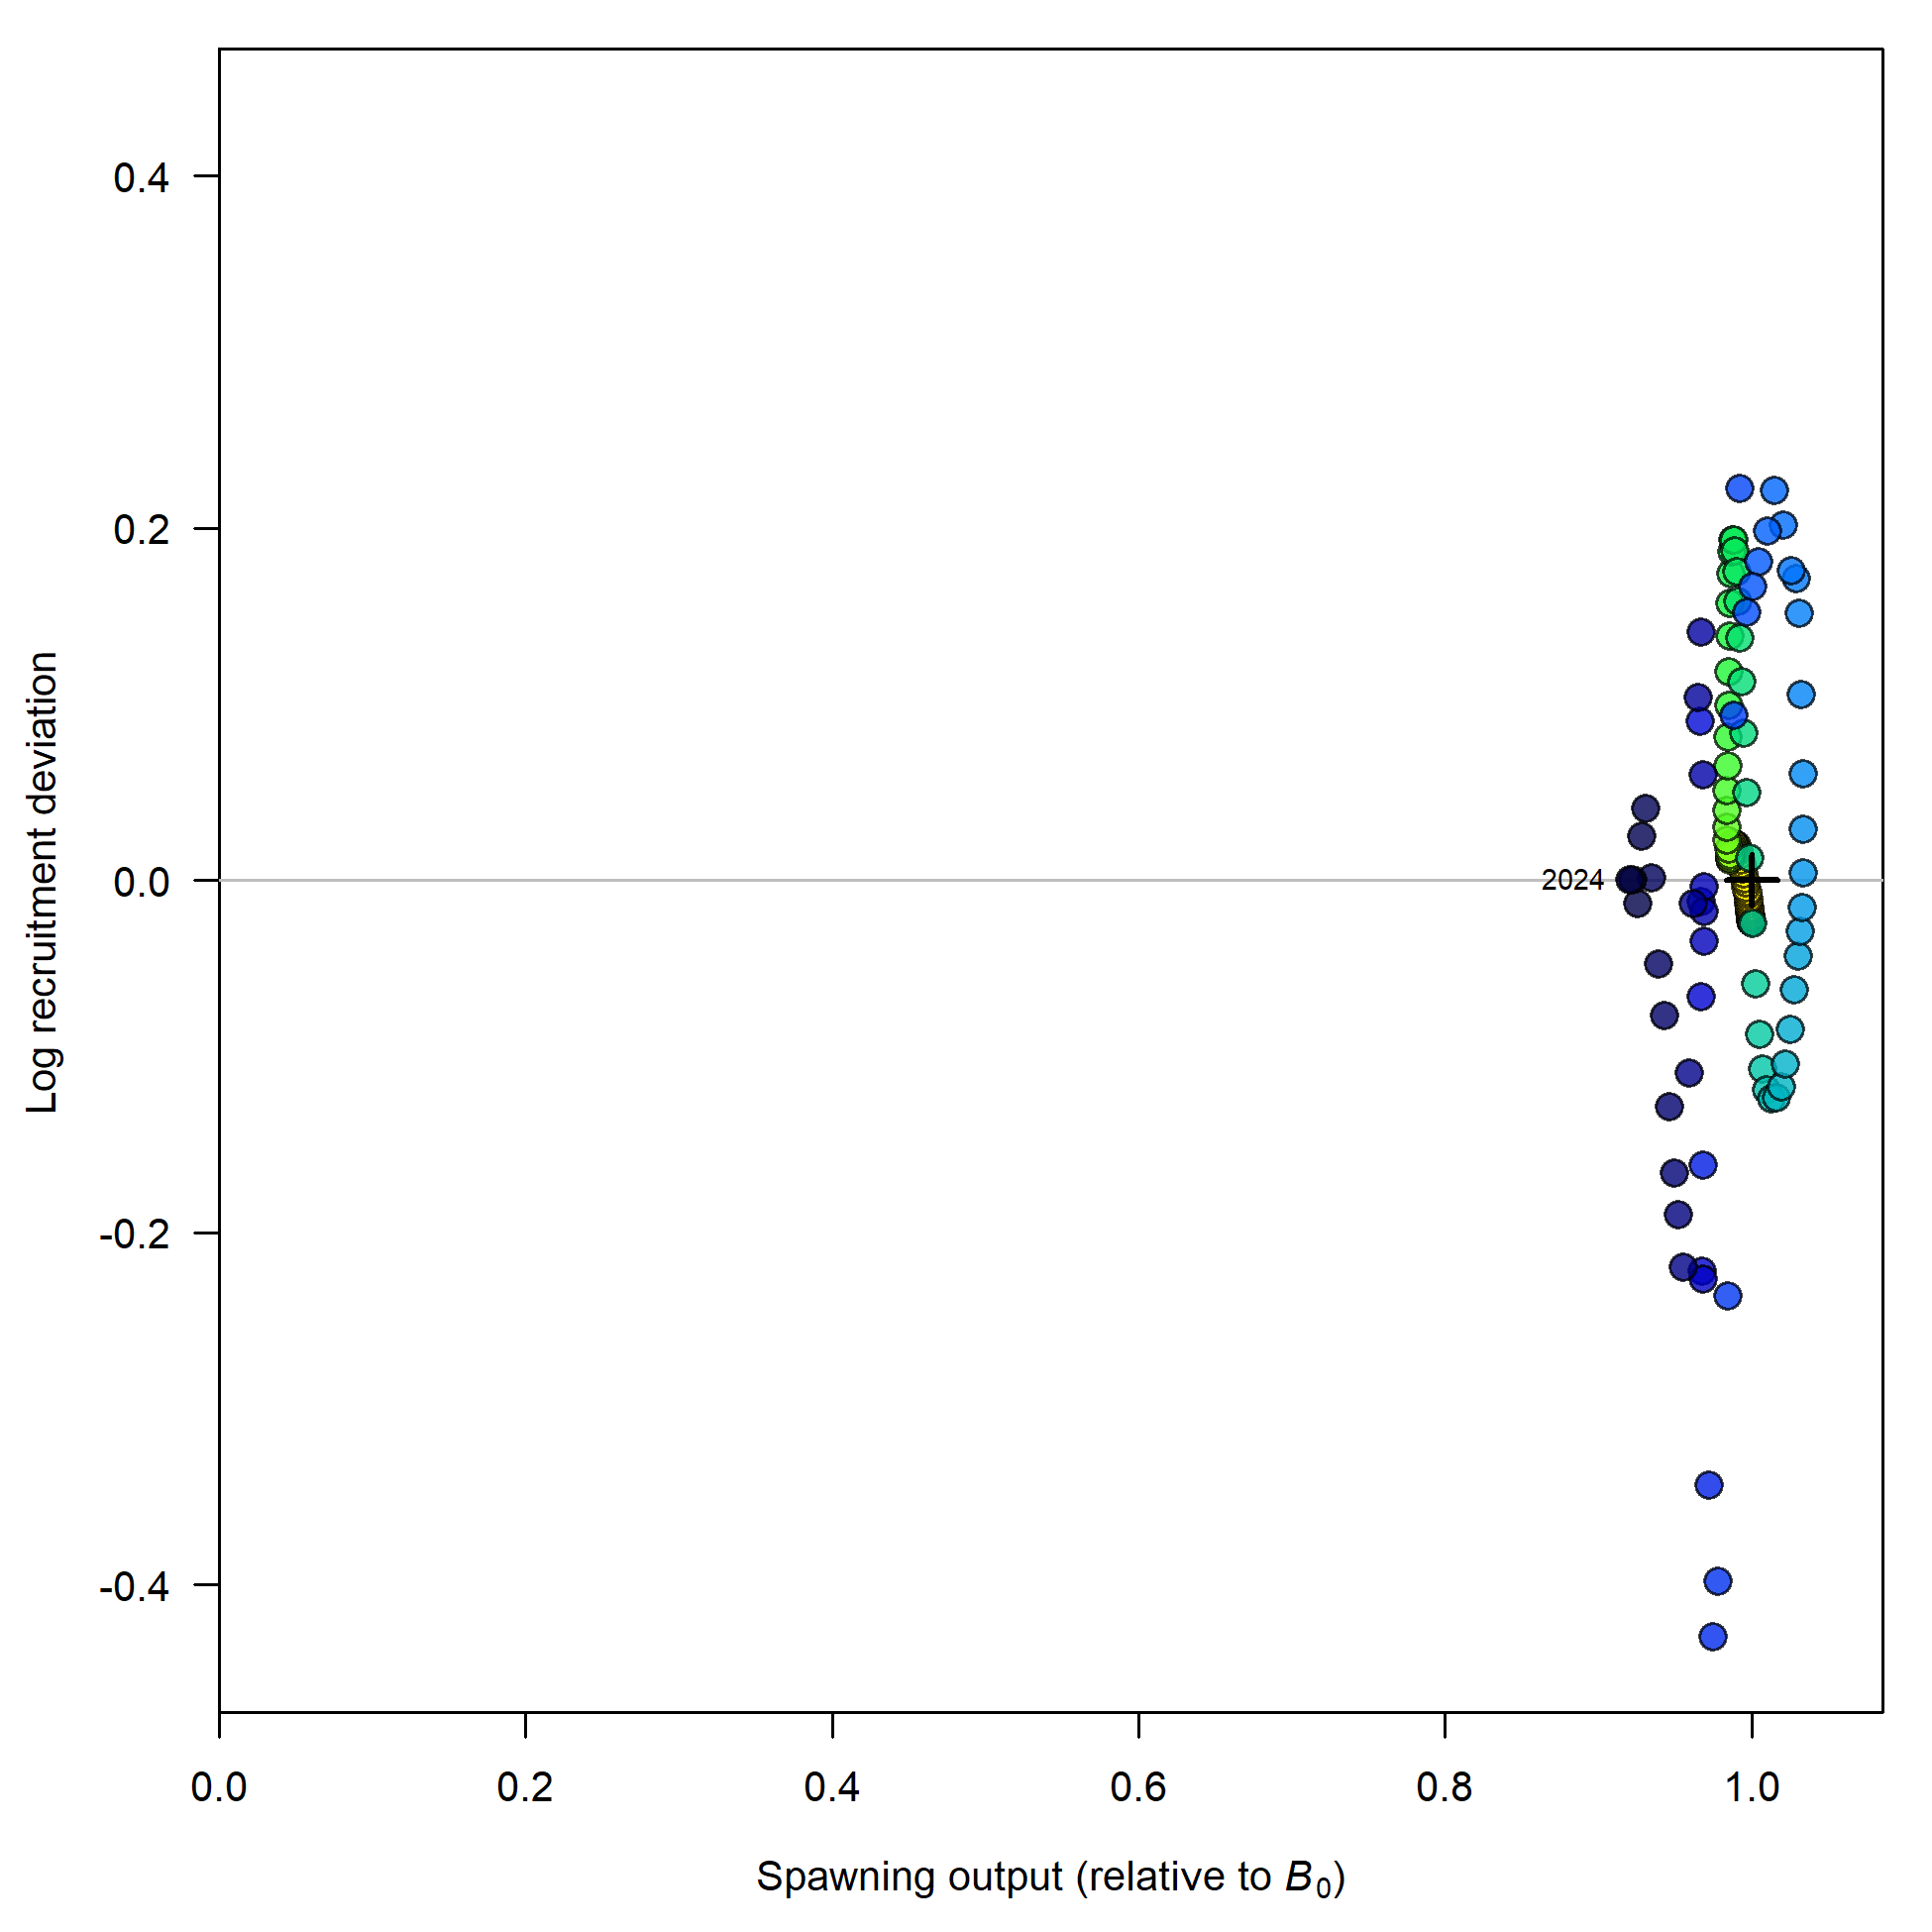 0.4
0.2
0.0
-0.2
-0.4
Log recruitment deviation
2024
0.0 0.2 0.4 0.6 0.8 1.0
Spawning output (relative to B₀)